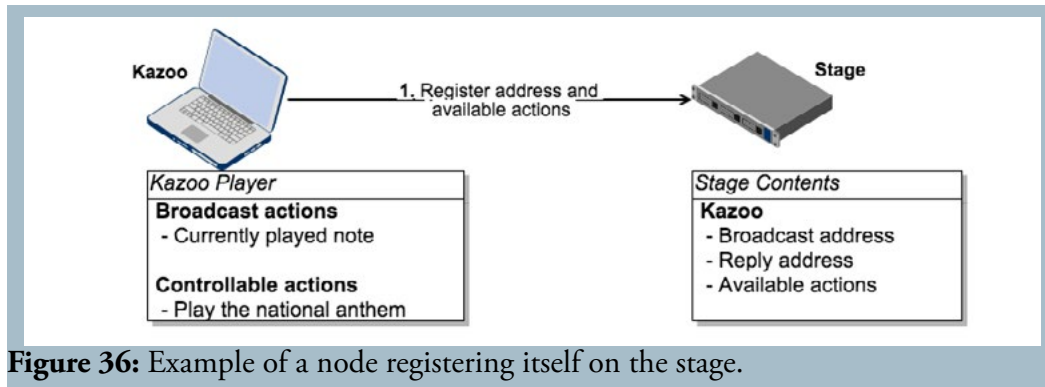 Kazoo
Stage
1. Register address and
available actions
Kazoo Player
Broadcast actions
- Currently played note
Controllable actions
- Play the national anthem
Stage Contents
Kazoo
- Broadcast address
- Reply address
- Available actions
Figure 36: Example of a node registering itself on the stage.